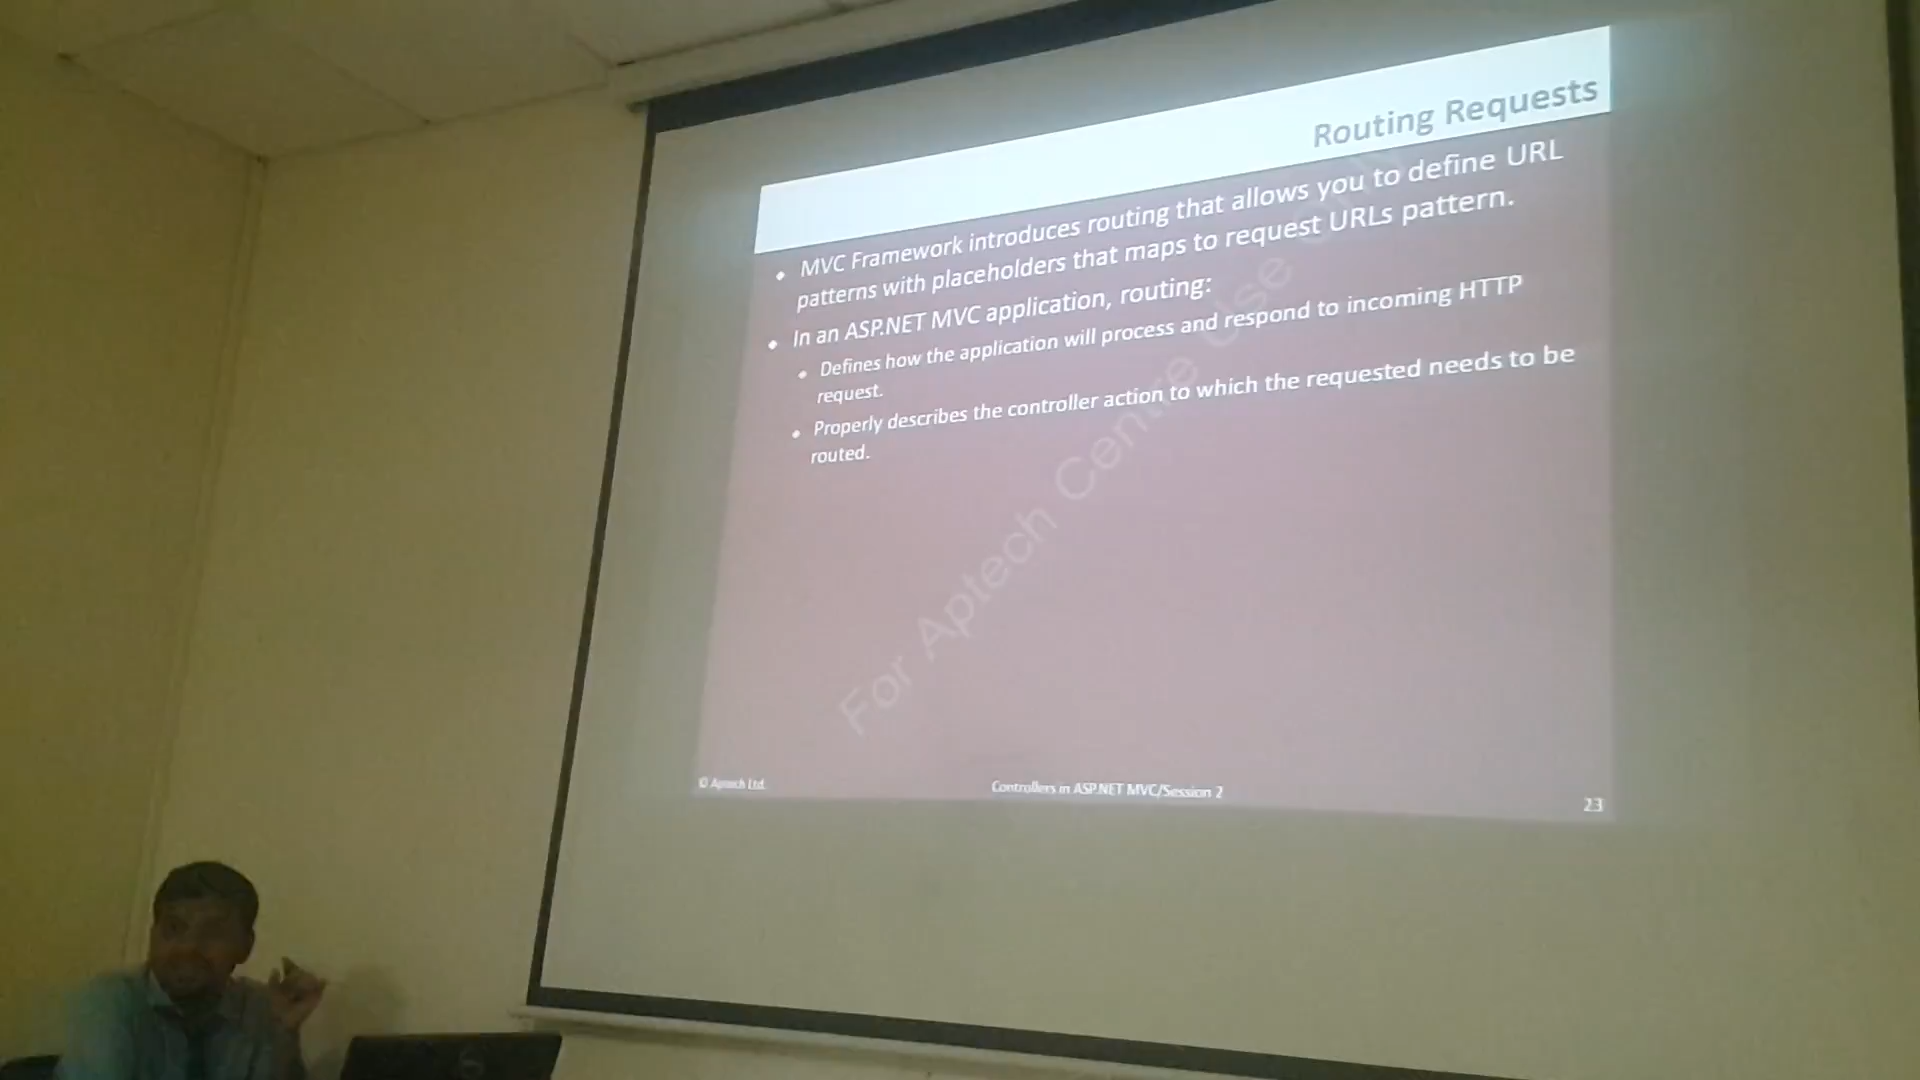 Routing Requests
• MVC Framework introduces routing that allows you to define URL
patterns with placeholders that maps to request URLs pattern.
• In an ASP.NET MVC application, routing:
• Defines how the application will process and respond to incoming HTTP
request.
• Properly describes the controller action to which the requested needs to be
routed.
For Aptech Centre Use Only
© Aptech Ltd.
Controllers in ASP.NET MVC/Session 2
23